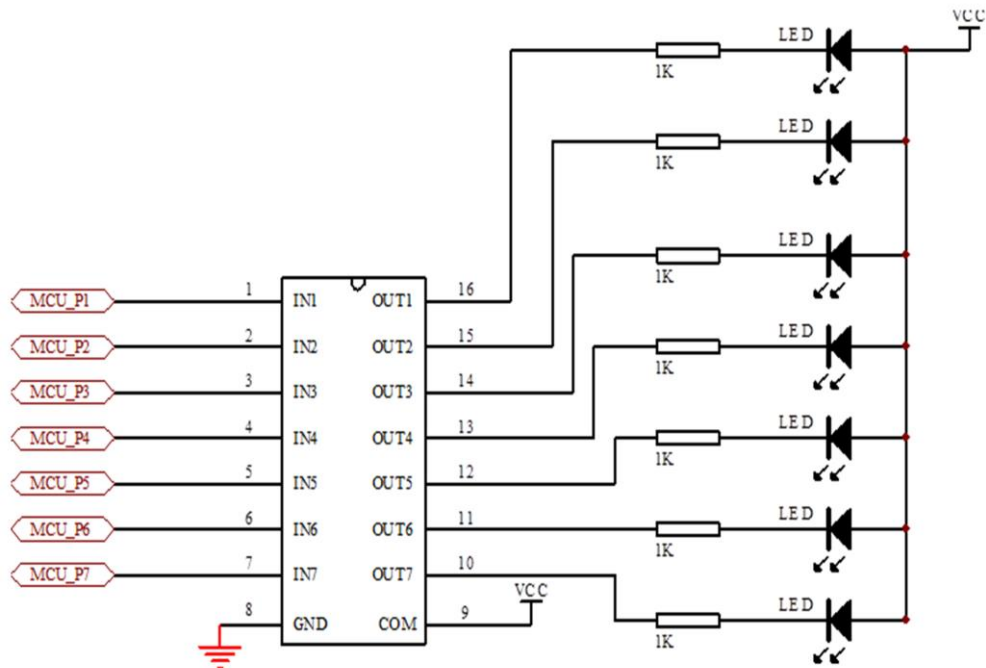 VCC
LED
1K
LED
1K
LED
1K
MCU_P1 1 IN1 OUT1 16
LED
MCU_P2 2 IN2 OUT2 15
1K
MCU_P3 3 IN3 OUT3 14
LED
MCU_P4 4 IN4 OUT4 13
1K
MCU_P5 5 IN5 OUT5 12
LED
MCU_P6 6 IN6 OUT6 11
1K
MCU_P7 7 IN7 OUT7 10
VCC
LED
8 GND COM 9
1K